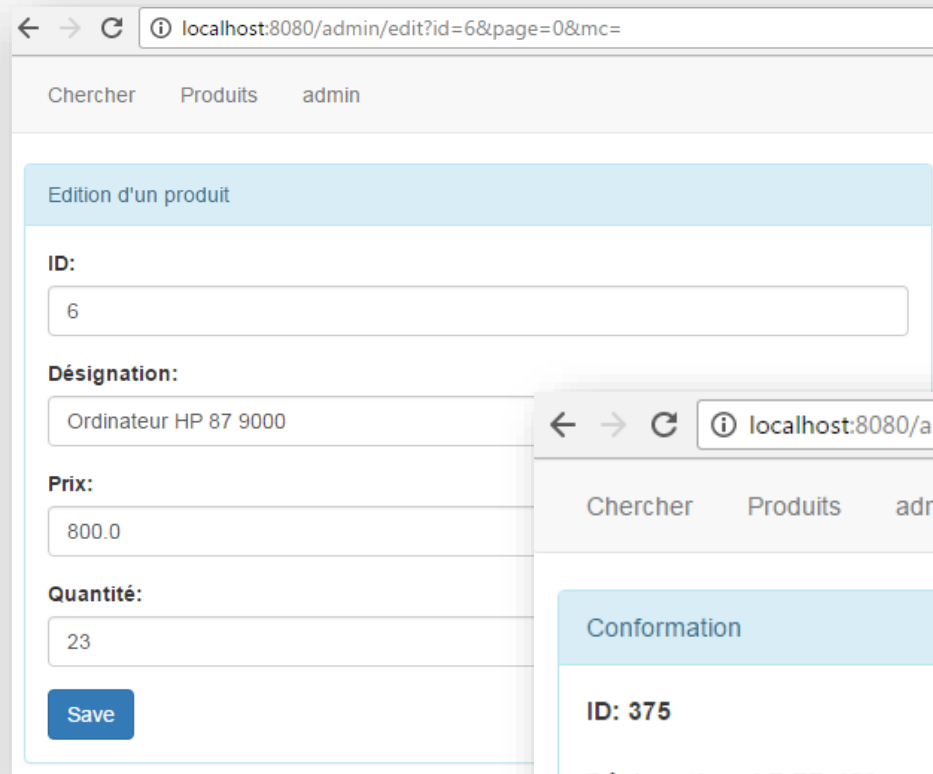 localhost:8080/admin/edit?id=6&page=0&mc=
Chercher Produits admin
Edition d'un produit
ID:
6
Désignation:
Ordinateur HP 87 9000
Prix:
800.0
Quantité:
23
Save
localhost:8080/a
Chercher Produits
Conformation
ID: 375